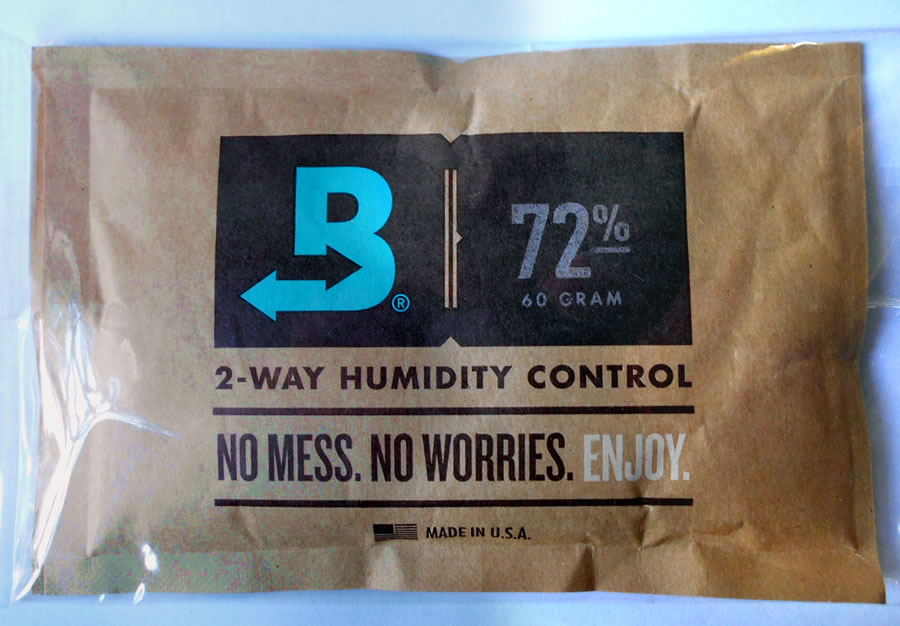 B®
72%
60 GRAM
2-WAY HUMIDITY CONTROL
NO MESS. NO WORRIES. ENJOY.
MADE IN U.S.A.